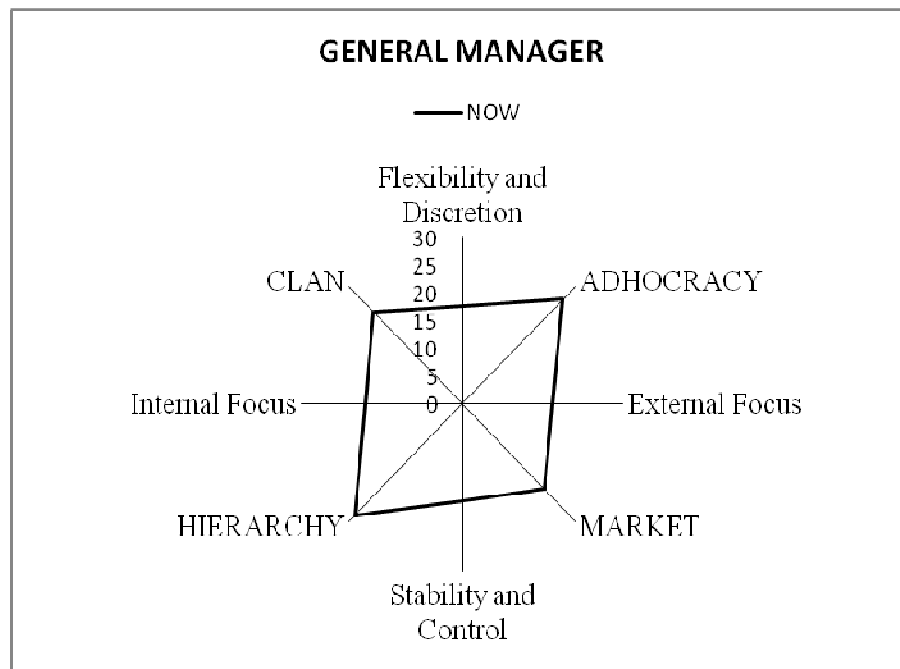 GENERAL MANAGER
NOW
Flexibility and
Discretion
30
25
CLAN
ADHOCRACY
20
15
10
5
Internal Focus
0
External Focus
HIERARCHY
MARKET
Stability and
Control